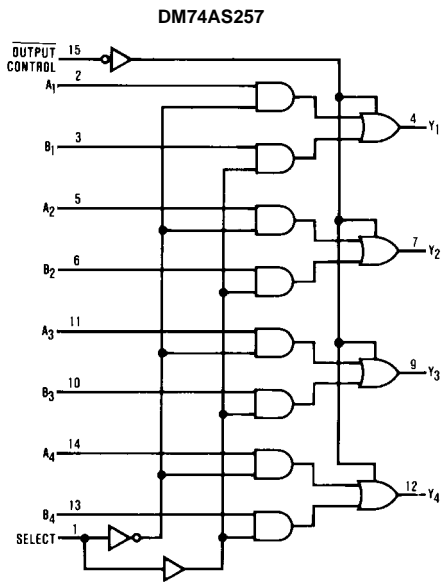 DM74AS257
OUTPUT CONTROL 15
A1 2
4 Y1
B1 3
A2 5
7 Y2
B2 6
A3 11
9 Y3
B3 10
A4 14
12 Y4
B4 13
SELECT 1